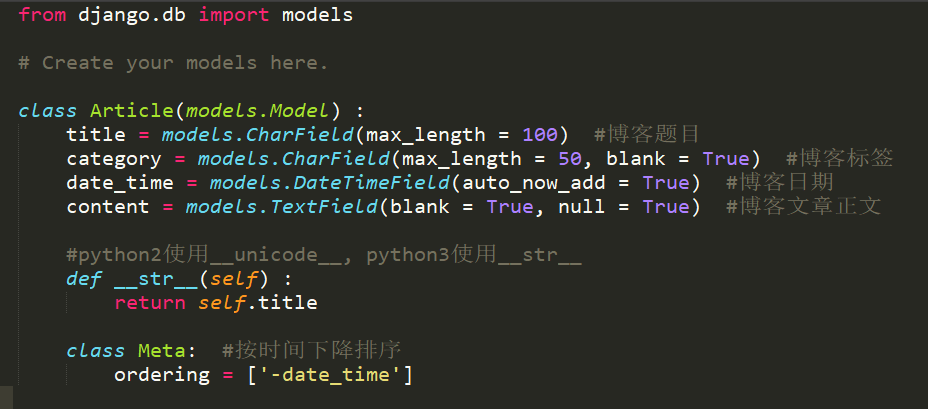 from django.db import models
# Create your models here.
class Article(models.Model) :
title = models.CharField(max_length = 100)  #博客题目
category = models.CharField(max_length = 50, blank = True)  #博客标签
date_time = models.DateTimeField(auto_now_add = True)  #博客日期
content = models.TextField(blank = True, null = True)  #博客文章正文
#python2使用__unicode__, python3使用__str__
def __str__(self) :
return self.title
class Meta:  #按时间下降排序
ordering = ['-date_time']